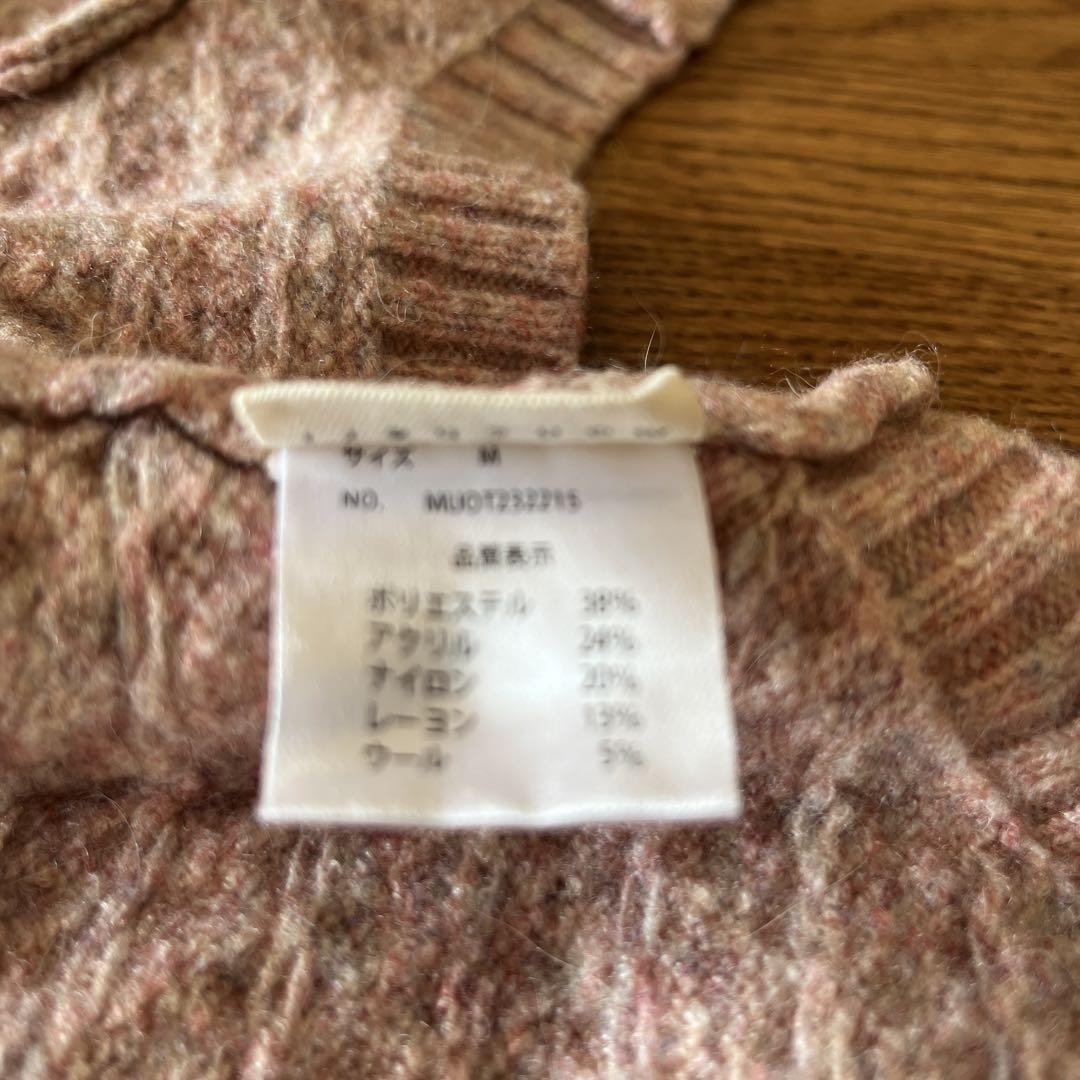 サイズ M
NO. MUOT232215
品質表示
ポリエステル 38%
アクリル 24%
ナイロン 20%
レーヨン 13%
ウール 5%